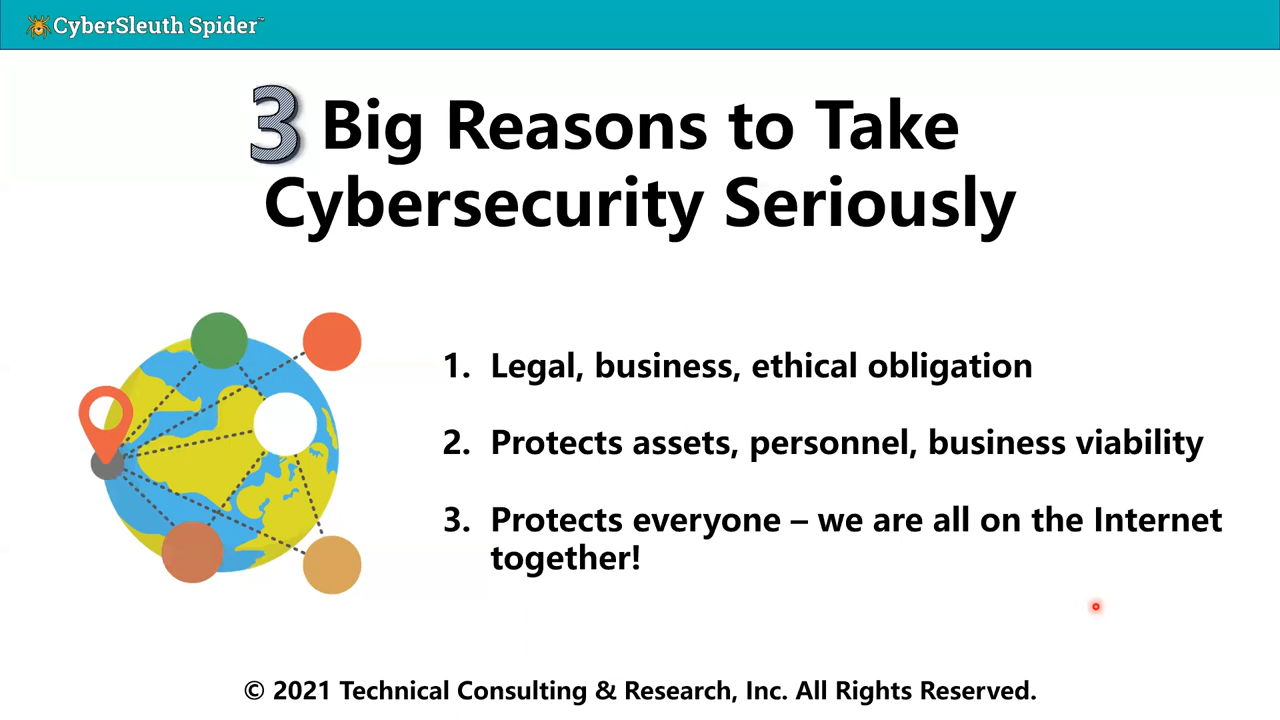 CyberSleuth Spider™
3 Big Reasons to Take
Cybersecurity Seriously
1. Legal, business, ethical obligation
2. Protects assets, personnel, business viability
3. Protects everyone – we are all on the Internet
together!
© 2021 Technical Consulting & Research, Inc. All Rights Reserved.